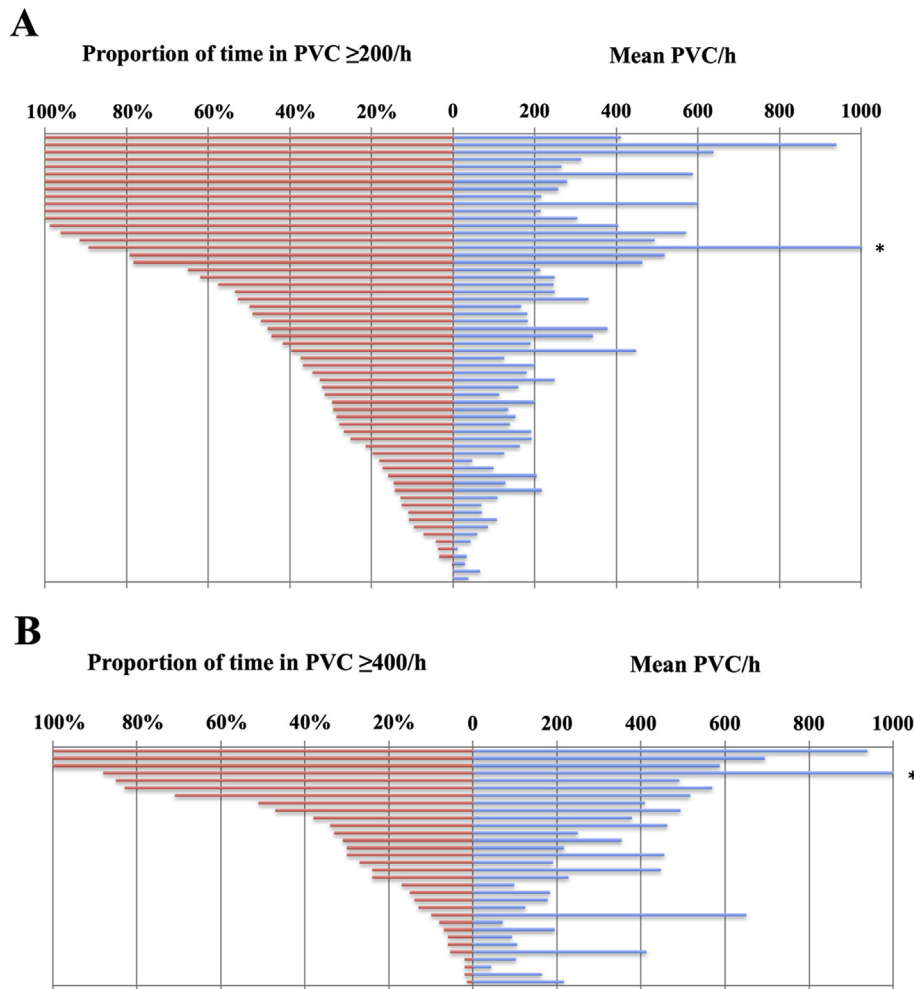 A
Proportion of time in PVC ≥200/h Mean PVC/h
100% 80% 60% 40% 20% 0 200 400 600 800 1000
*
B
Proportion of time in PVC ≥400/h Mean PVC/h
100% 80% 60% 40% 20% 0 200 400 600 800 1000
*